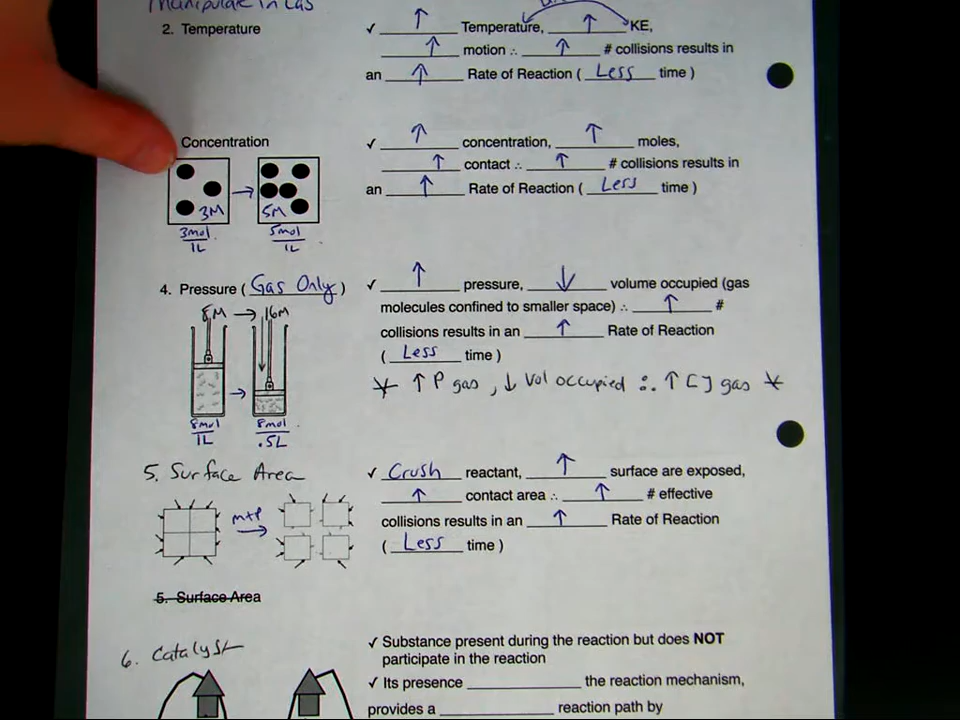 Manipulate in Lab
2. Temperature
✓ ↑ Temperature, ↑ KE,
↑ motion ∴ ↑ # collisions results in
an ↑ Rate of Reaction ( Less time )
Concentration
✓ ↑ concentration, ↑ moles,
↑ contact ∴ ↑ # collisions results in
an ↑ Rate of Reaction ( Less time )
3M → 5M
3mol/1L 5mol/1L
4. Pressure ( Gas Only )
✓ ↑ pressure, ↓ volume occupied (gas
molecules confined to smaller space) ∴ ↑ #
collisions results in an ↑ Rate of Reaction
( Less time )
8M → 16M
8mol/1L → 8mol/.5L
* ↑ P gas, ↓ Vol occupied ∴ ↑ [ ] gas *
5. Surface Area
✓ Crush reactant, ↑ surface are exposed,
↑ contact area ∴ ↑ # effective
collisions results in an ↑ Rate of Reaction
( Less time )
m+p →
5. Surface Area
6. Catalyst
✓ Substance present during the reaction but does NOT
participate in the reaction
✓ Its presence ____________ the reaction mechanism,
provides a ____________ reaction path by